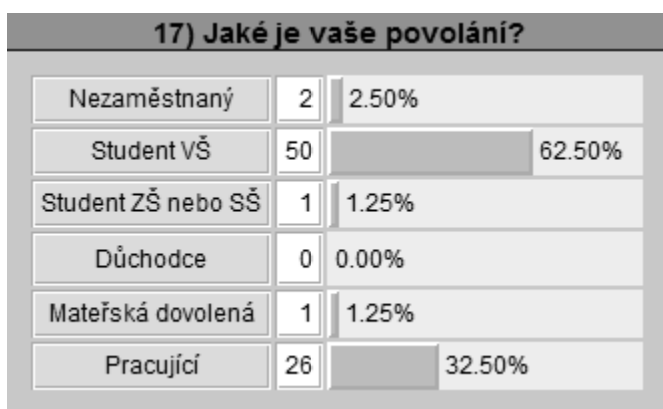 17) Jaké je vaše povolání?
Nezaměstnaný 2 2.50%
Student VŠ 50 62.50%
Student ZŠ nebo SŠ 1 1.25%
Důchodce 0 0.00%
Mateřská dovolená 1 1.25%
Pracující 26 32.50%